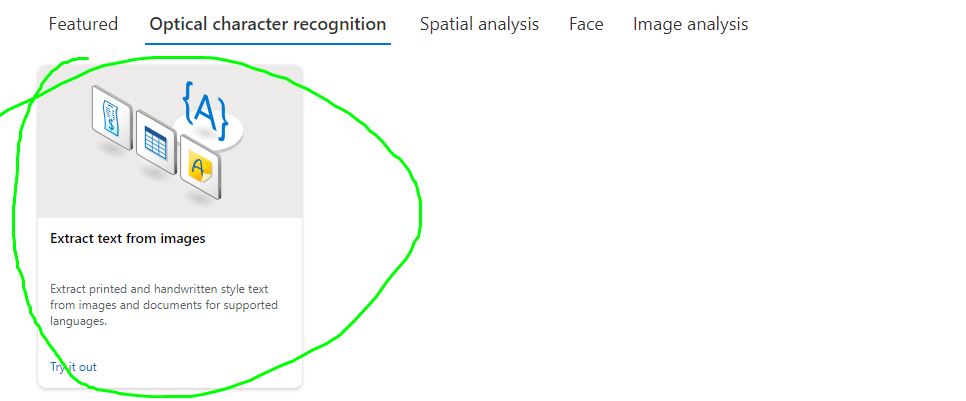 Featured Optical character recognition Spatial analysis Face Image analysis
{A}
A
Extract text from images
Extract printed and handwritten style text
from images and documents for supported
languages.
Try it out